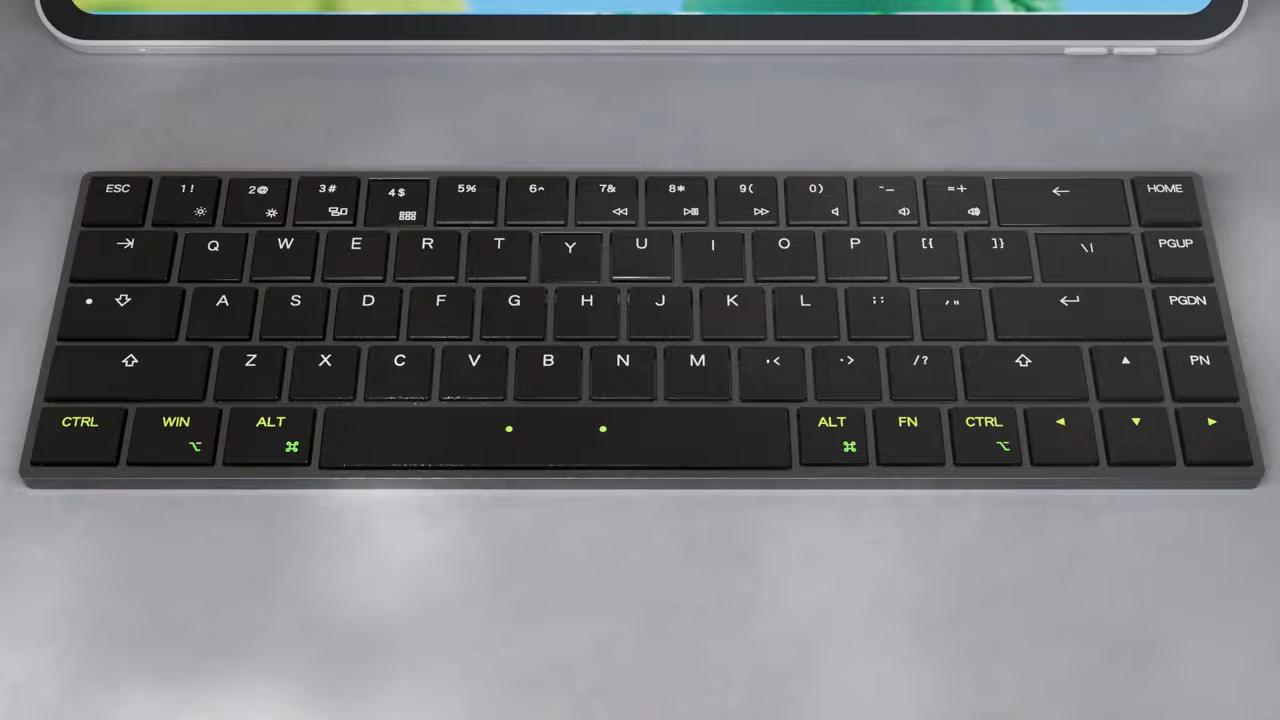 ESC 1! 2@ 3# 4$ 5% 6^ 7& 8* 9( 0) -_ =+ ← HOME
Q W E R T Y U I O P [{ ]} \| PGUP
A S D F G H J K L ;: '" PGDN
Z X C V B N M ,< .> /? PN
CTRL WIN ⌥ ALT ⌘ ALT ⌘ FN CTRL ⌥ ◀ ▼ ▶